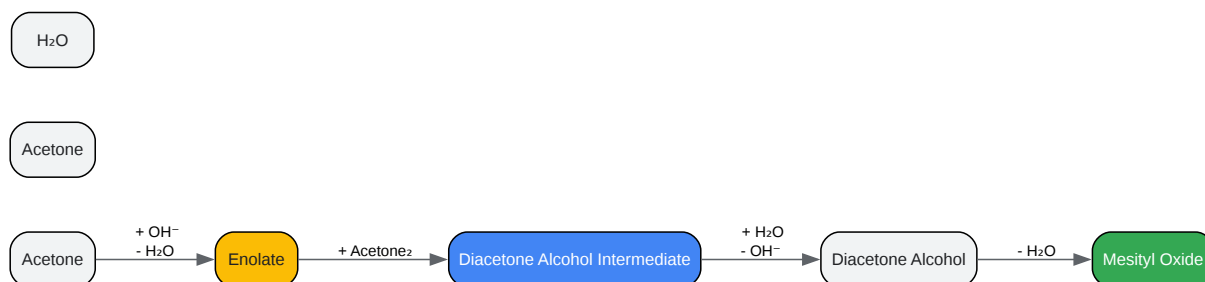 H₂O
Acetone
+ OH⁻
- H₂O
+ Acetone₂
+ H₂O
- OH⁻
- H₂O
Acetone
Enolate
Diacetone Alcohol Intermediate
Diacetone Alcohol
Mesityl Oxide